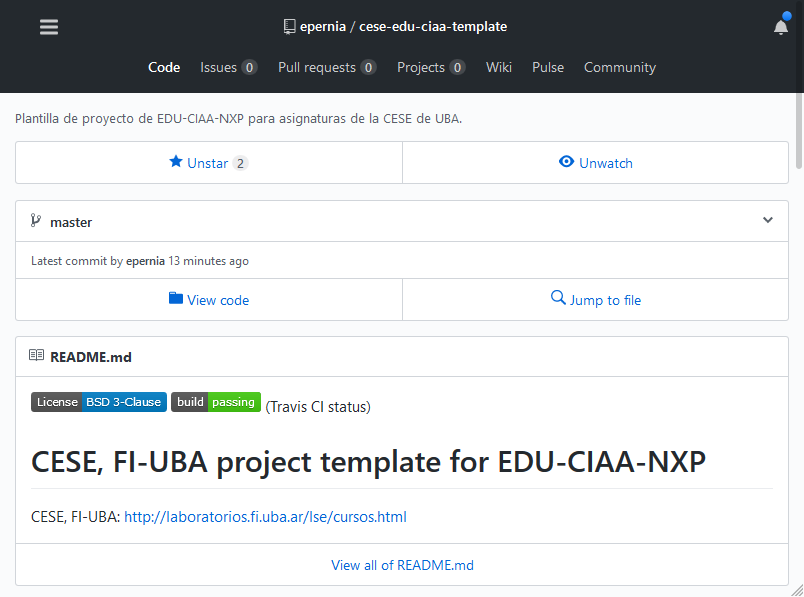 epernia / cese-edu-ciaa-template
Code Issues 0 Pull requests 0 Projects 0 Wiki Pulse Community
Plantilla de proyecto de EDU-CIAA-NXP para asignaturas de la CESE de UBA.
Unstar 2 Unwatch
master
Latest commit by epernia 13 minutes ago
View code Jump to file
README.md
License BSD 3-Clause build passing (Travis CI status)
CESE, FI-UBA project template for EDU-CIAA-NXP
CESE, FI-UBA: http://laboratorios.fi.uba.ar/lse/cursos.html
View all of README.md